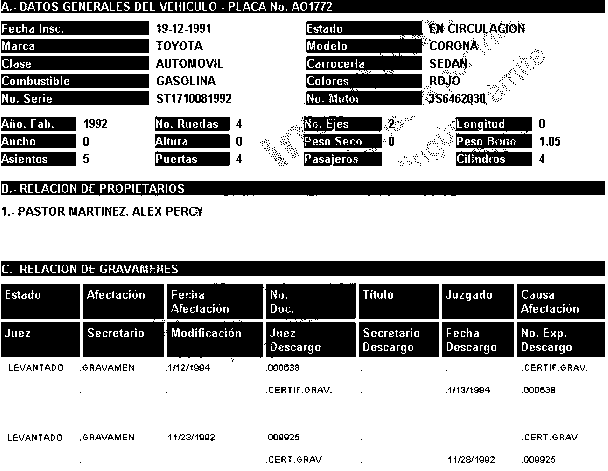 A.- DATOS GENERALES DEL VEHICULO - PLACA No. AO1772
Fecha Insc. 19-12-1991 Estado EN CIRCULACION
Marca TOYOTA Modelo CORONA
Clase AUTOMOVIL Carroceria SEDAN
Combustible GASOLINA Colores ROJO
No. Serie ST1710081992 No. Motor 3S6462030
Año. Fab. 1992 No. Ruedas 4 No. Ejes 2 Longitud 0
Ancho 0 Altura 0 Peso Seco 0 Peso Bruto 1.05
Asientos 5 Puertas 4 Pasajeros Cilindros 4
D.- RELACION DE PROPIETARIOS
1.- PASTOR MARTINEZ, ALEX PERCY
C. RELACION DE GRAVAMENES
Estado Afectación Fecha Afectación No. Doc. Título Juzgado Causa Afectación
Juez Secretario Modificación Juez Descargo Secretario Descargo Fecha Descargo No. Exp. Descargo
LEVANTADO .GRAVAMEN .1/12/1994 .000638 . . .CERTIF.GRAV.
. . .CERTIF.GRAV. . .1/13/1994 .000638
LEVANTADO .GRAVAMEN 11/23/1992 .009925 . . .CERT.GRAV
. . .CERT.GRAV . 11/28/1992 .009925